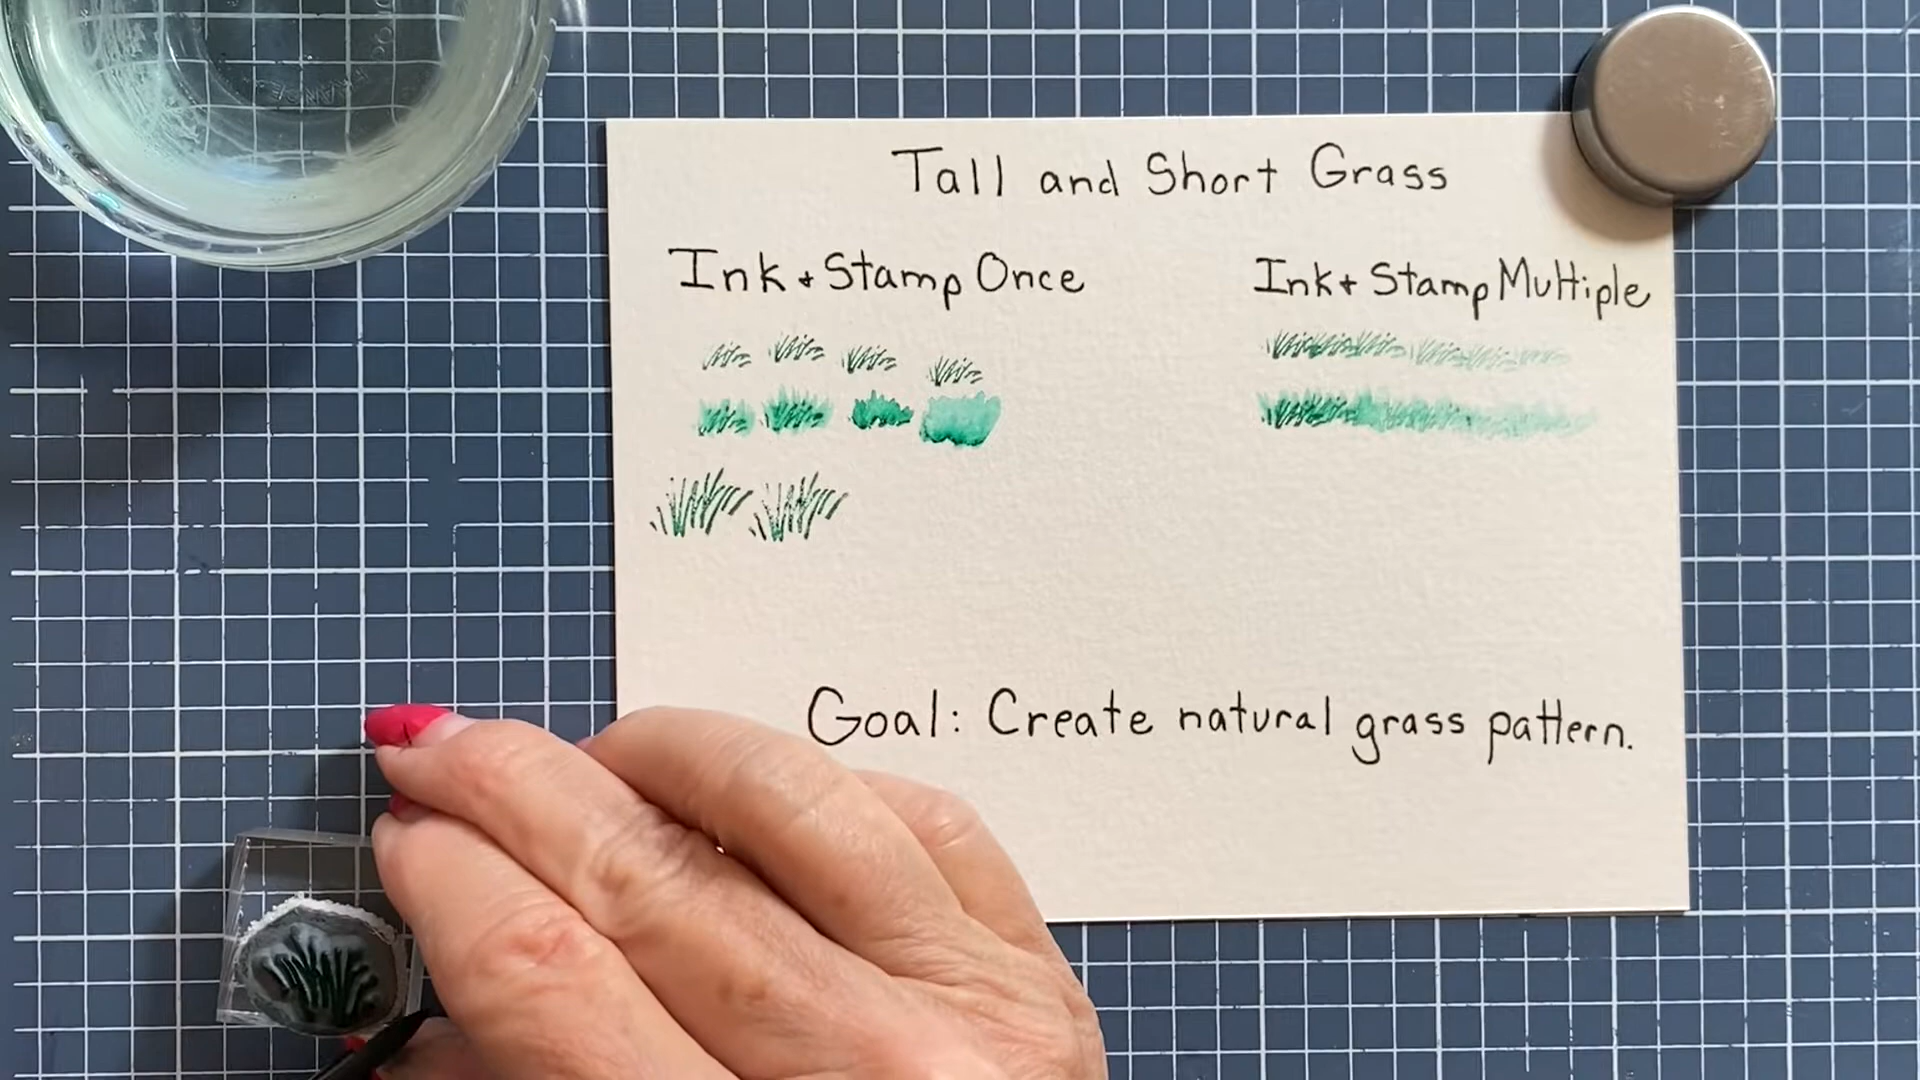 Tall and Short Grass
Ink + Stamp Once
Ink + Stamp Multiple
Goal: Create natural grass pattern.